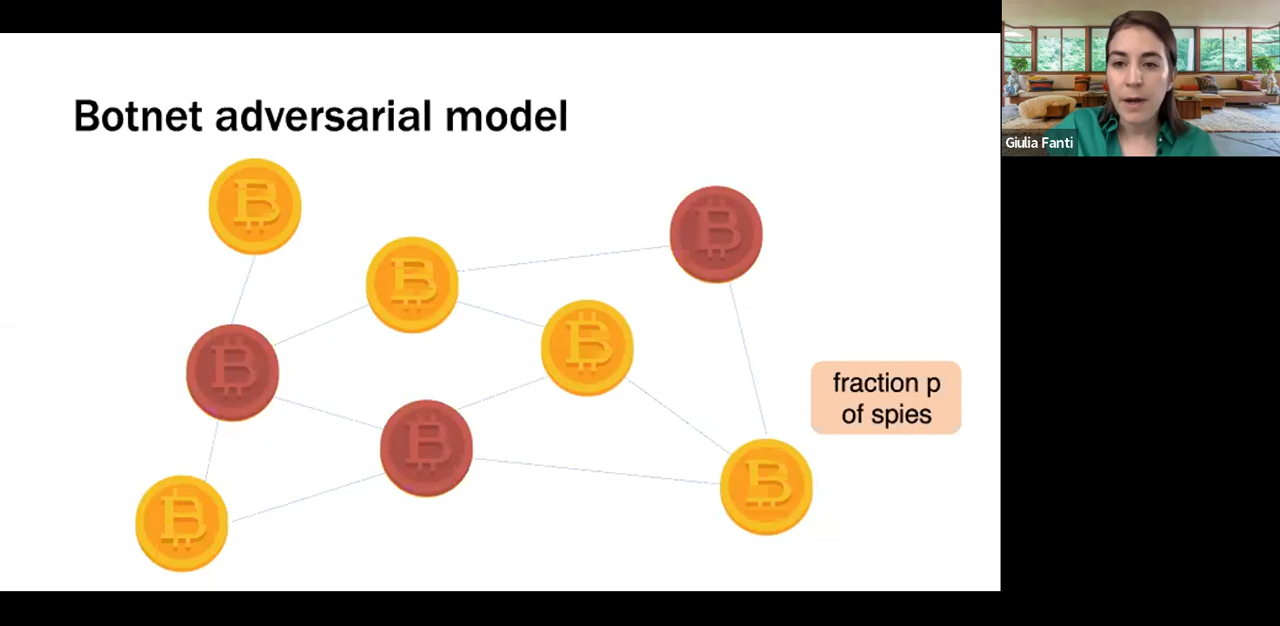 Botnet adversarial model
fraction p
of spies
Giulia Fanti